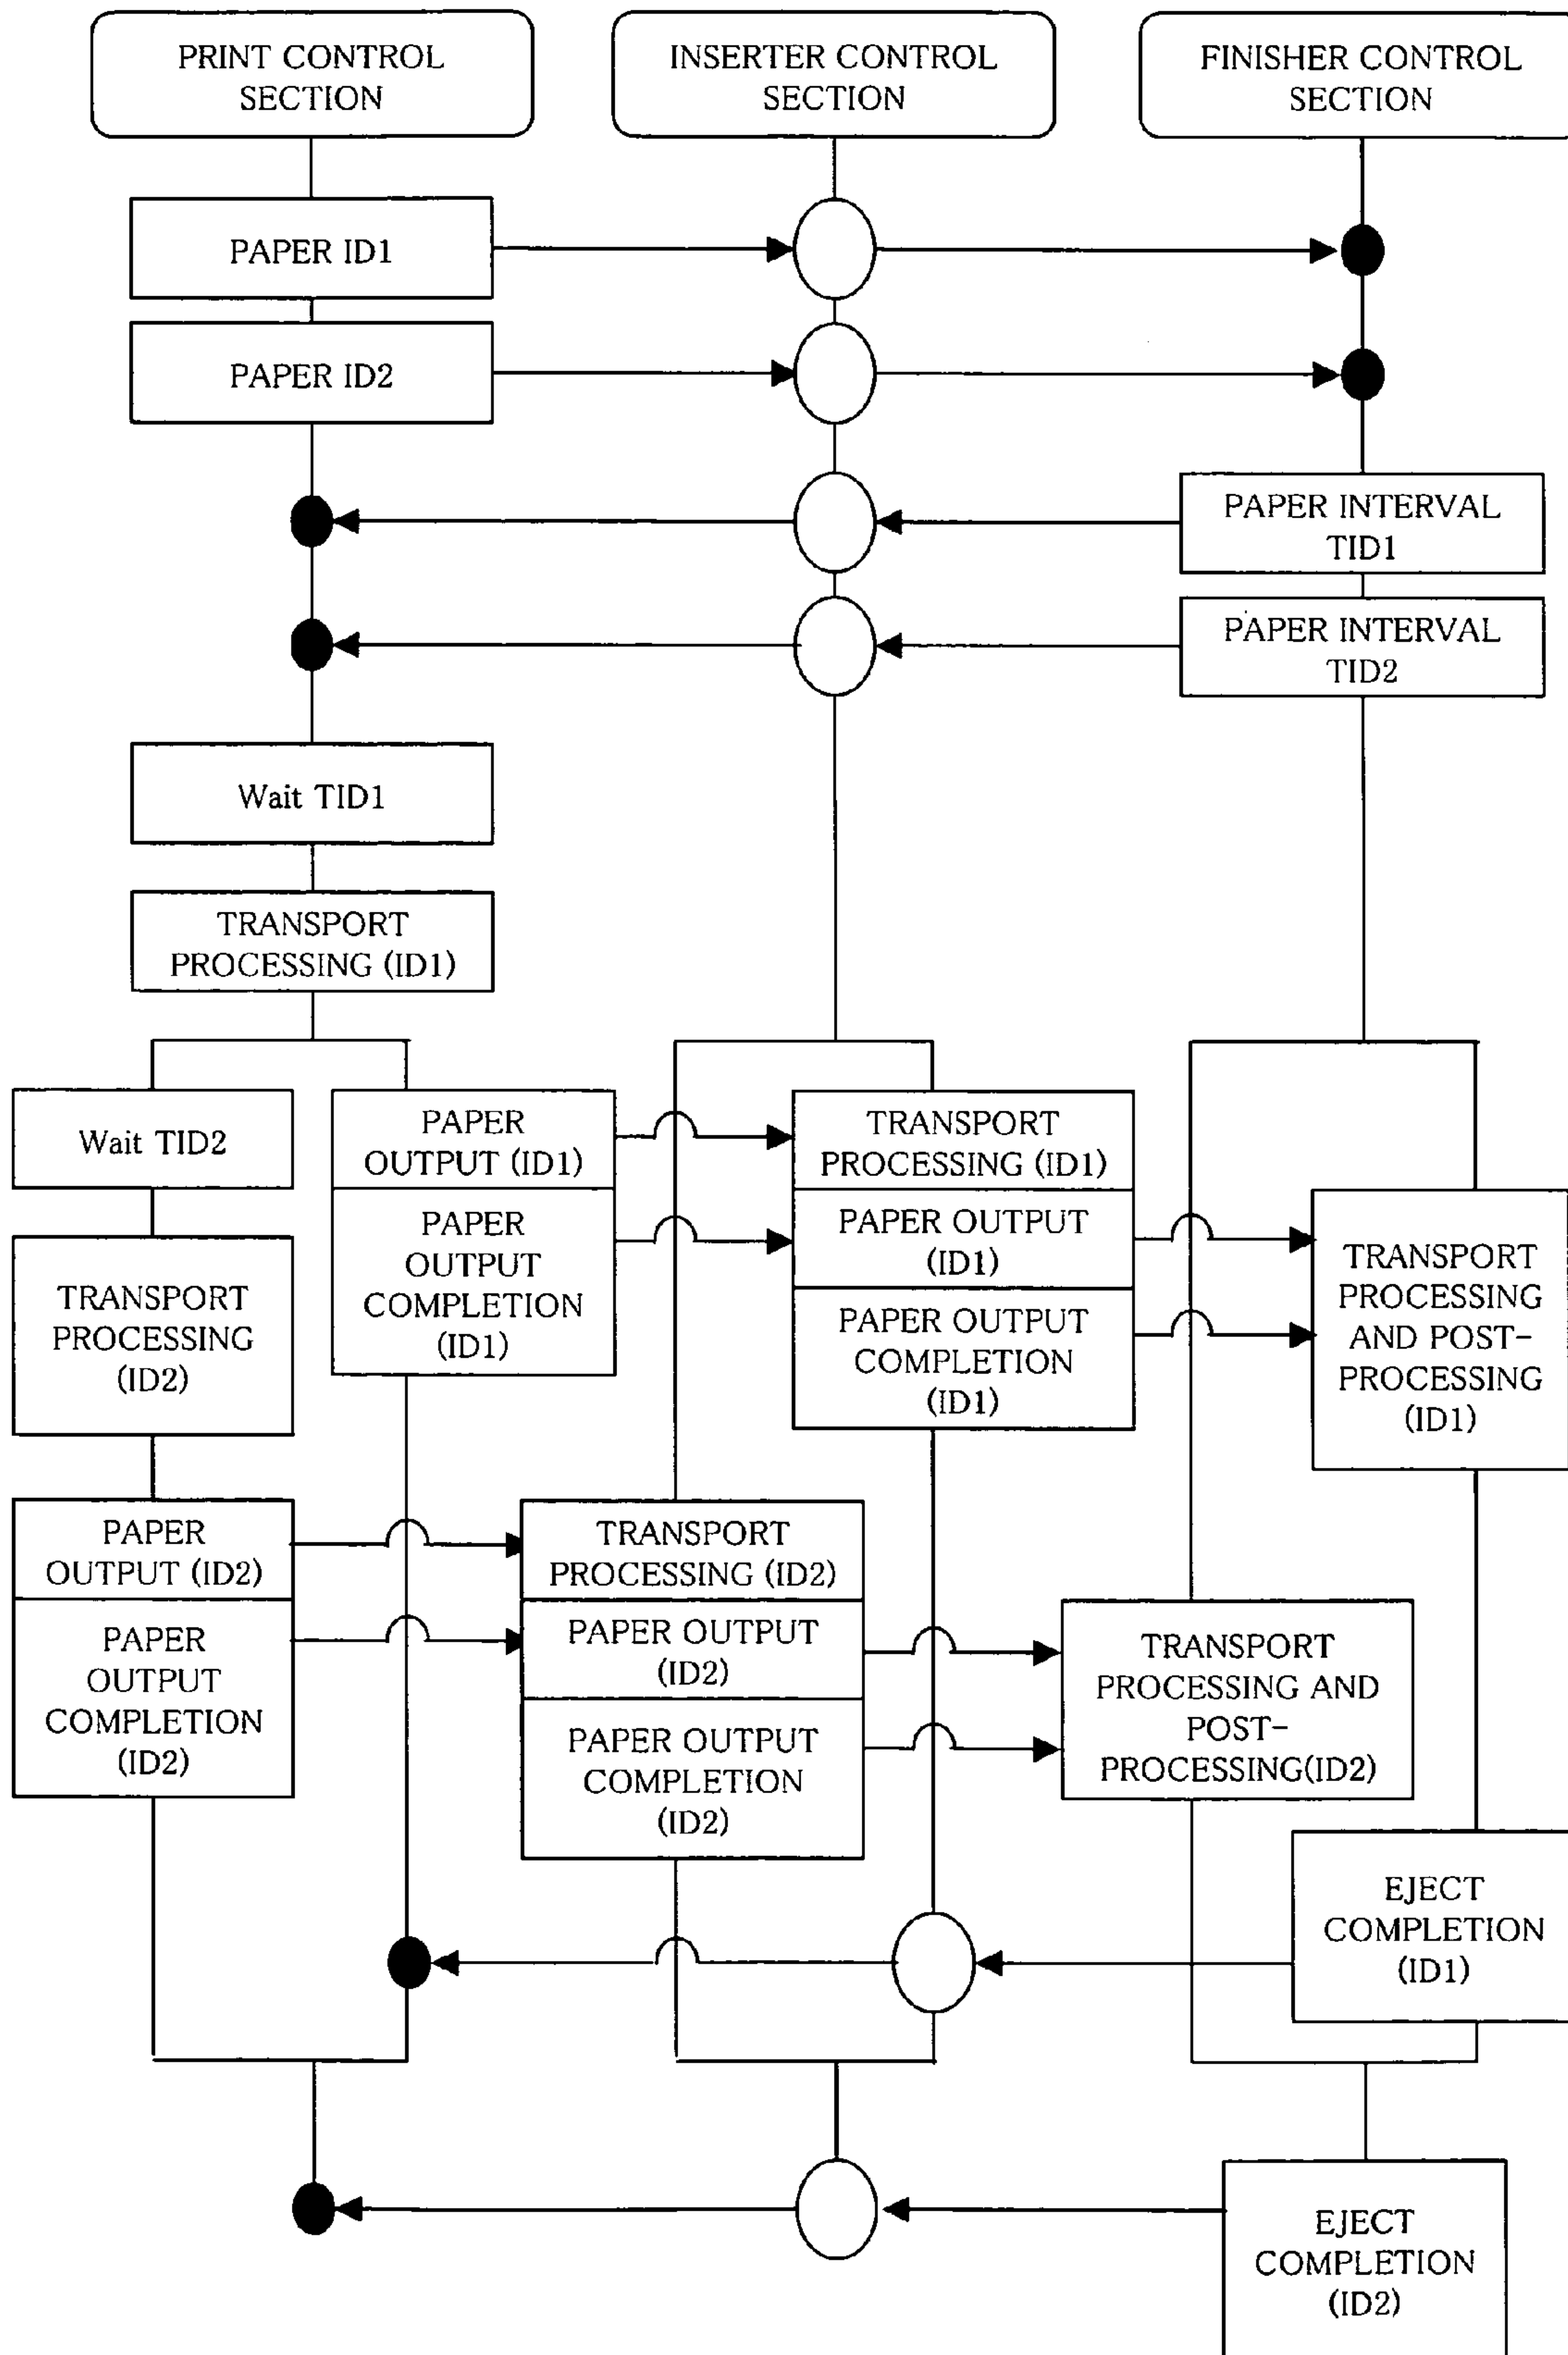 PRINT CONTROL
SECTION
INSERTER CONTROL
SECTION
FINISHER CONTROL
SECTION
PAPER ID1
PAPER ID2
PAPER INTERVAL
TID1
PAPER INTERVAL
TID2
Wait TID1
TRANSPORT
PROCESSING (ID1)
Wait TID2
PAPER
OUTPUT (ID1)
TRANSPORT
PROCESSING (ID1)
PAPER
OUTPUT
COMPLETION
(ID1)
PAPER OUTPUT
(ID1)
PAPER OUTPUT
COMPLETION
(ID1)
TRANSPORT
PROCESSING
AND POST-
PROCESSING
(ID1)
TRANSPORT
PROCESSING
(ID2)
PAPER
OUTPUT (ID2)
PAPER
OUTPUT
COMPLETION
(ID2)
TRANSPORT
PROCESSING (ID2)
PAPER OUTPUT
(ID2)
PAPER OUTPUT
COMPLETION
(ID2)
TRANSPORT
PROCESSING AND
POST-
PROCESSING(ID2)
EJECT
COMPLETION
(ID1)
EJECT
COMPLETION
(ID2)